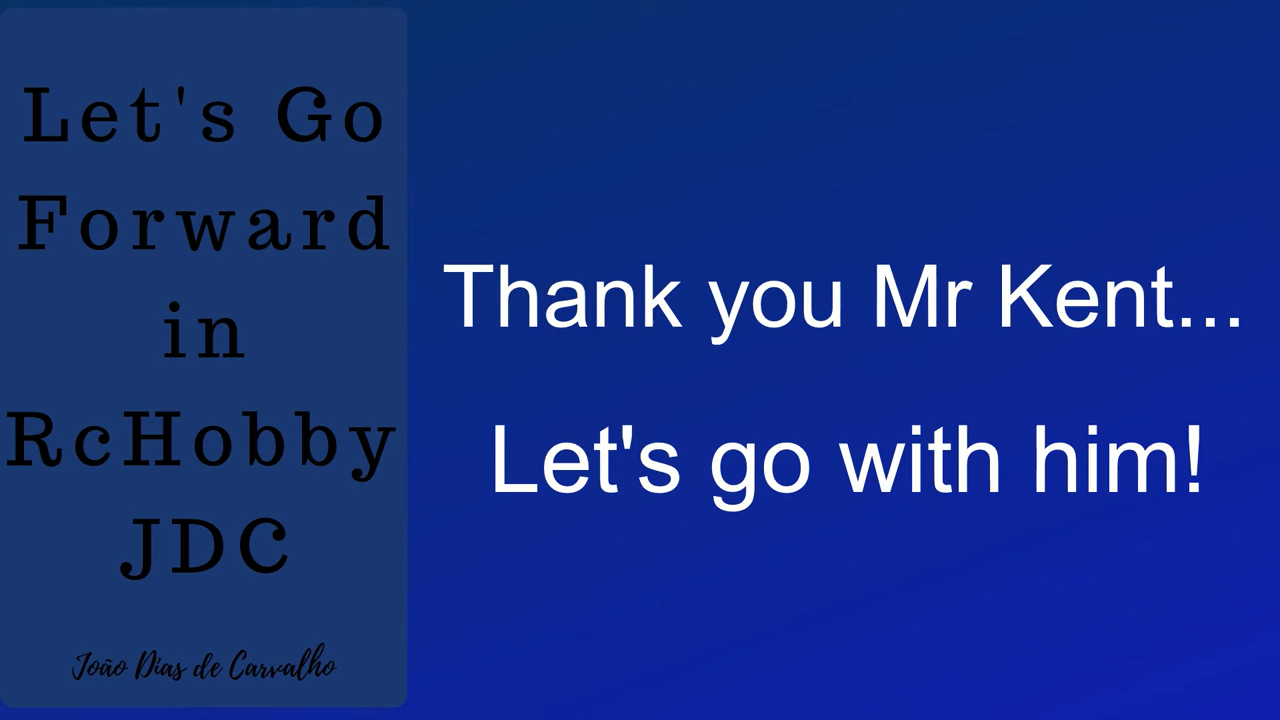 Let's Go
Forward
in
RcHobby
JDC
João Dias de Carvalho
Thank you Mr Kent...
Let's go with him!